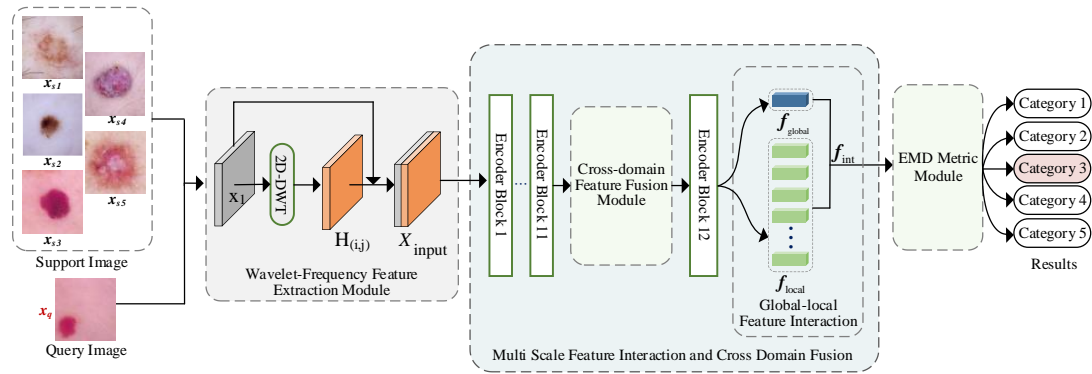 x_s1
x_s4
x_s2
x_s5
x_s3
Support Image
x_q
Query Image
x_1
2D-DWT
H_(i,j)
X_input
Wavelet-Frequency Feature
Extraction Module
Encoder Block 1
...
Encoder Block 11
Cross-domain
Feature Fusion
Module
Encoder Block 12
f_global
f_int
f_local
Global-local
Feature Interaction
Multi Scale Feature Interaction and Cross Domain Fusion
EMD Metric
Module
Category 1
Category 2
Category 3
Category 4
Category 5
Results